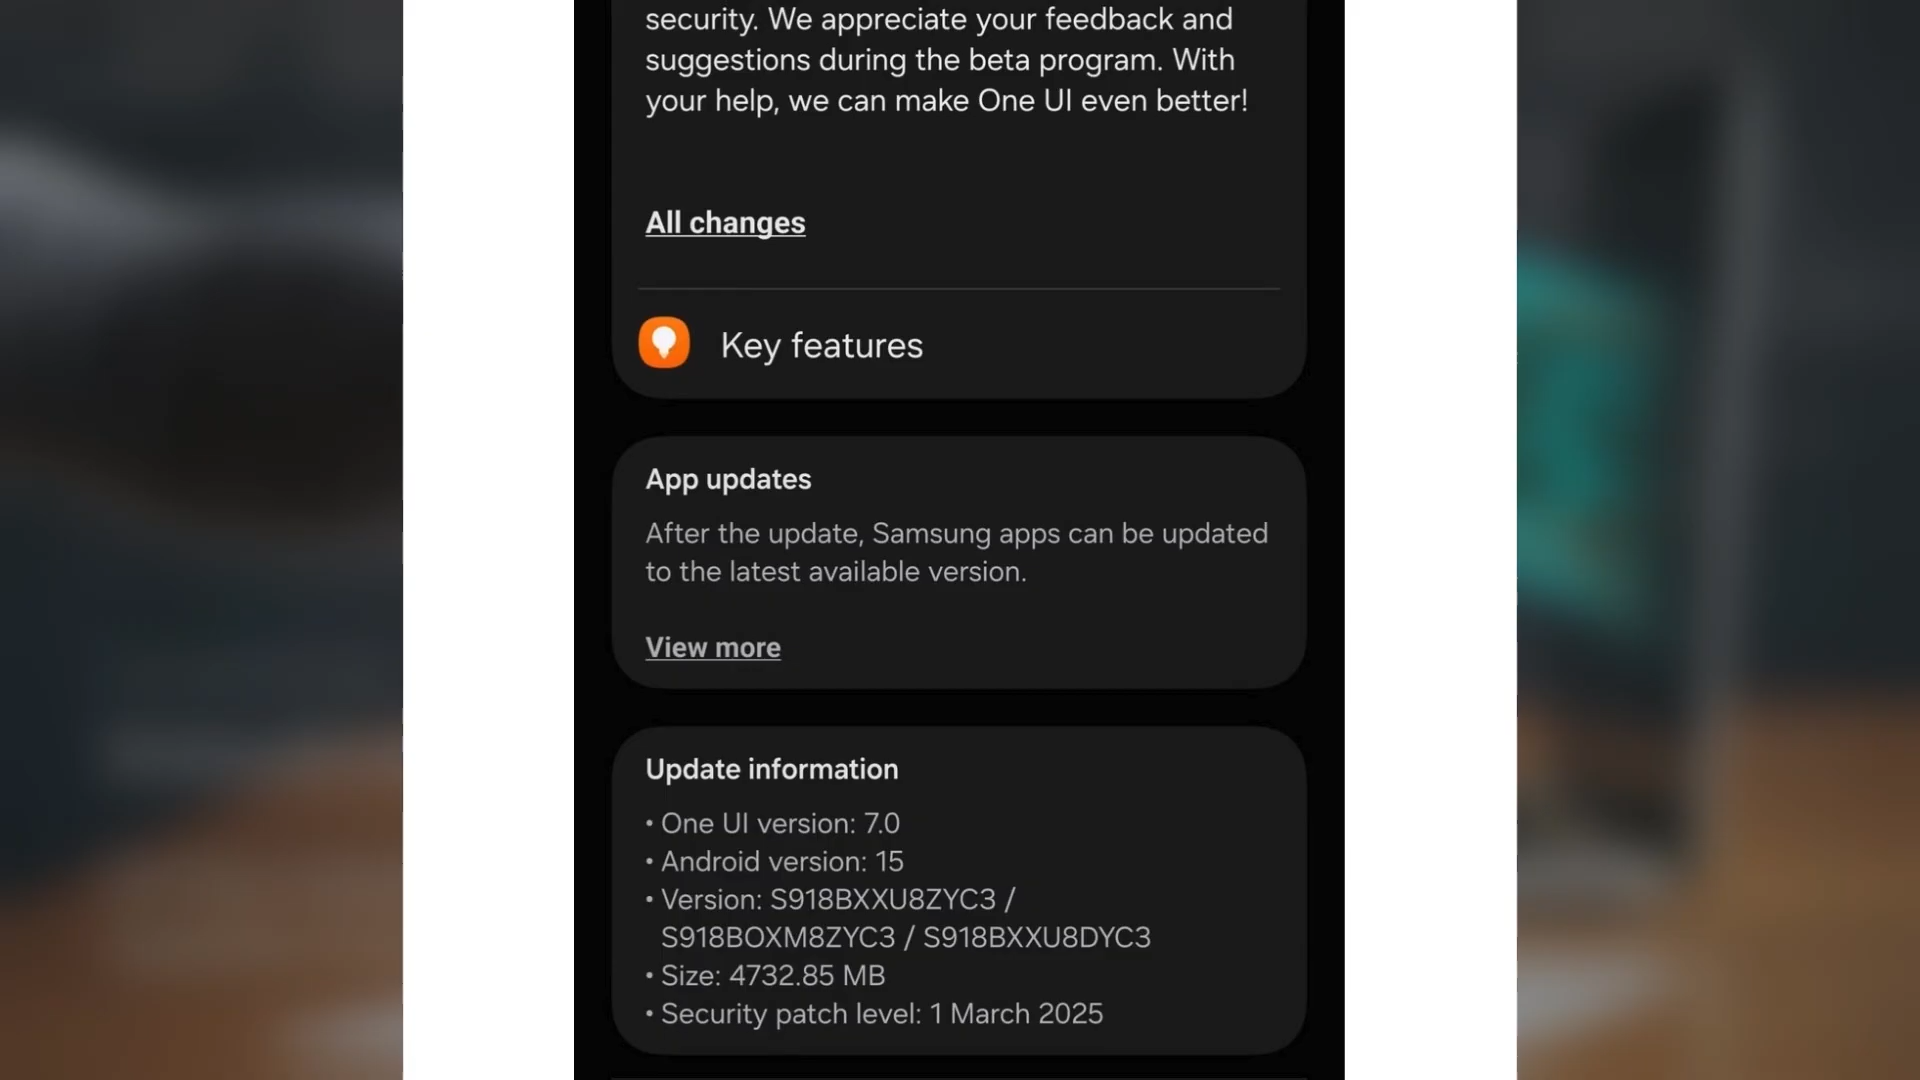 security. We appreciate your feedback and
suggestions during the beta program. With
your help, we can make One UI even better!
All changes
Key features
App updates
After the update, Samsung apps can be updated
to the latest available version.
View more
Update information
• One UI version: 7.0
• Android version: 15
• Version: S918BXXU8ZYC3 /
S918BOXM8ZYC3 / S918BXXU8DYC3
• Size: 4732.85 MB
• Security patch level: 1 March 2025